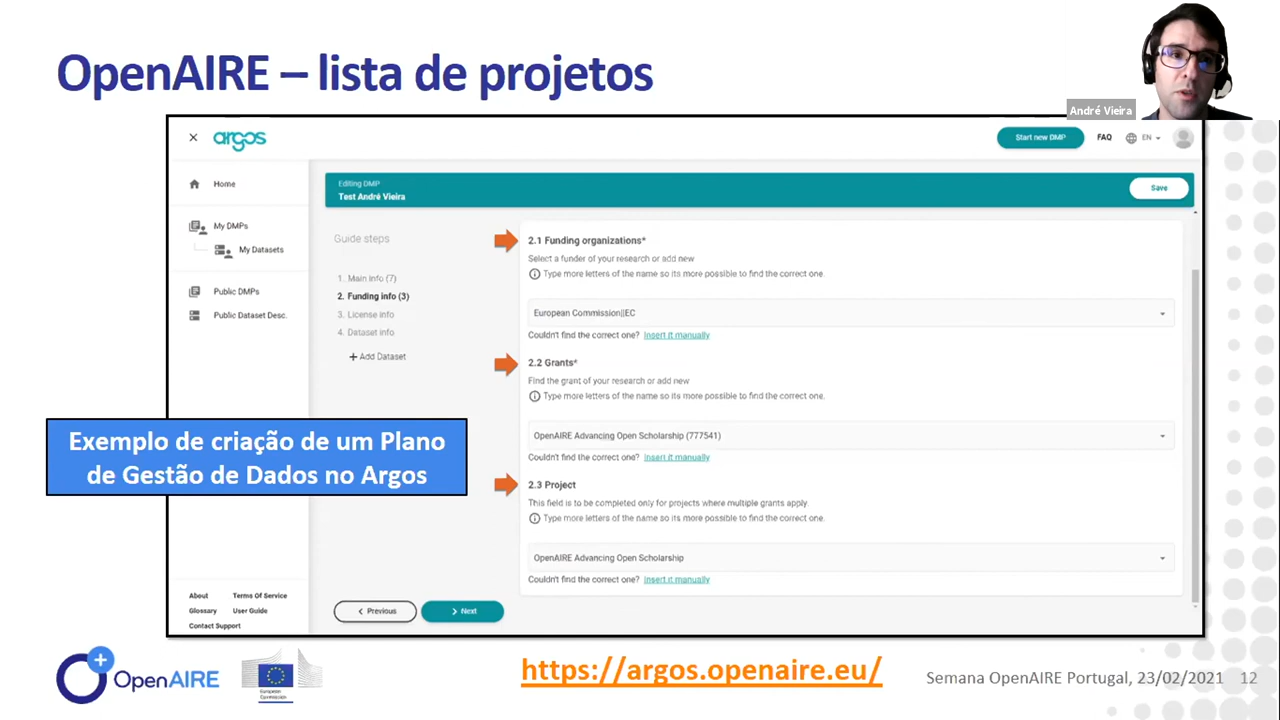 OpenAIRE – lista de projetos
André Vieira
argos
Start new DMP
FAQ
EN
Home
My DMPs
My Datasets
Public DMPs
Public Dataset Desc.
Editing DMP
Test André Vieira
Save
Guide steps
1. Main info (7)
2. Funding info (3)
3. License info
4. Dataset info
+ Add Dataset
2.1 Funding organizations*
Select a funder of your research or add new
Type more letters of the name so its more possible to find the correct one.
European Commission||EC
Couldn't find the correct one? Insert it manually
2.2 Grants*
Find the grant of your research or add new
Type more letters of the name so its more possible to find the correct one.
OpenAIRE Advancing Open Scholarship (777541)
Couldn't find the correct one? Insert it manually
2.3 Project
This field is to be completed only for projects where multiple grants apply.
Type more letters of the name so its more possible to find the correct one.
OpenAIRE Advancing Open Scholarship
Couldn't find the correct one? Insert it manually
Exemplo de criação de um Plano
de Gestão de Dados no Argos
About Terms Of Service
Glossary User Guide
Contact Support
< Previous
> Next
OpenAIRE
European
Commission
https://argos.openaire.eu/
Semana OpenAIRE Portugal, 23/02/2021 12